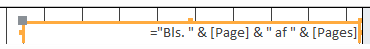 ="Bls. " & [Page] & " af " & [Pages]